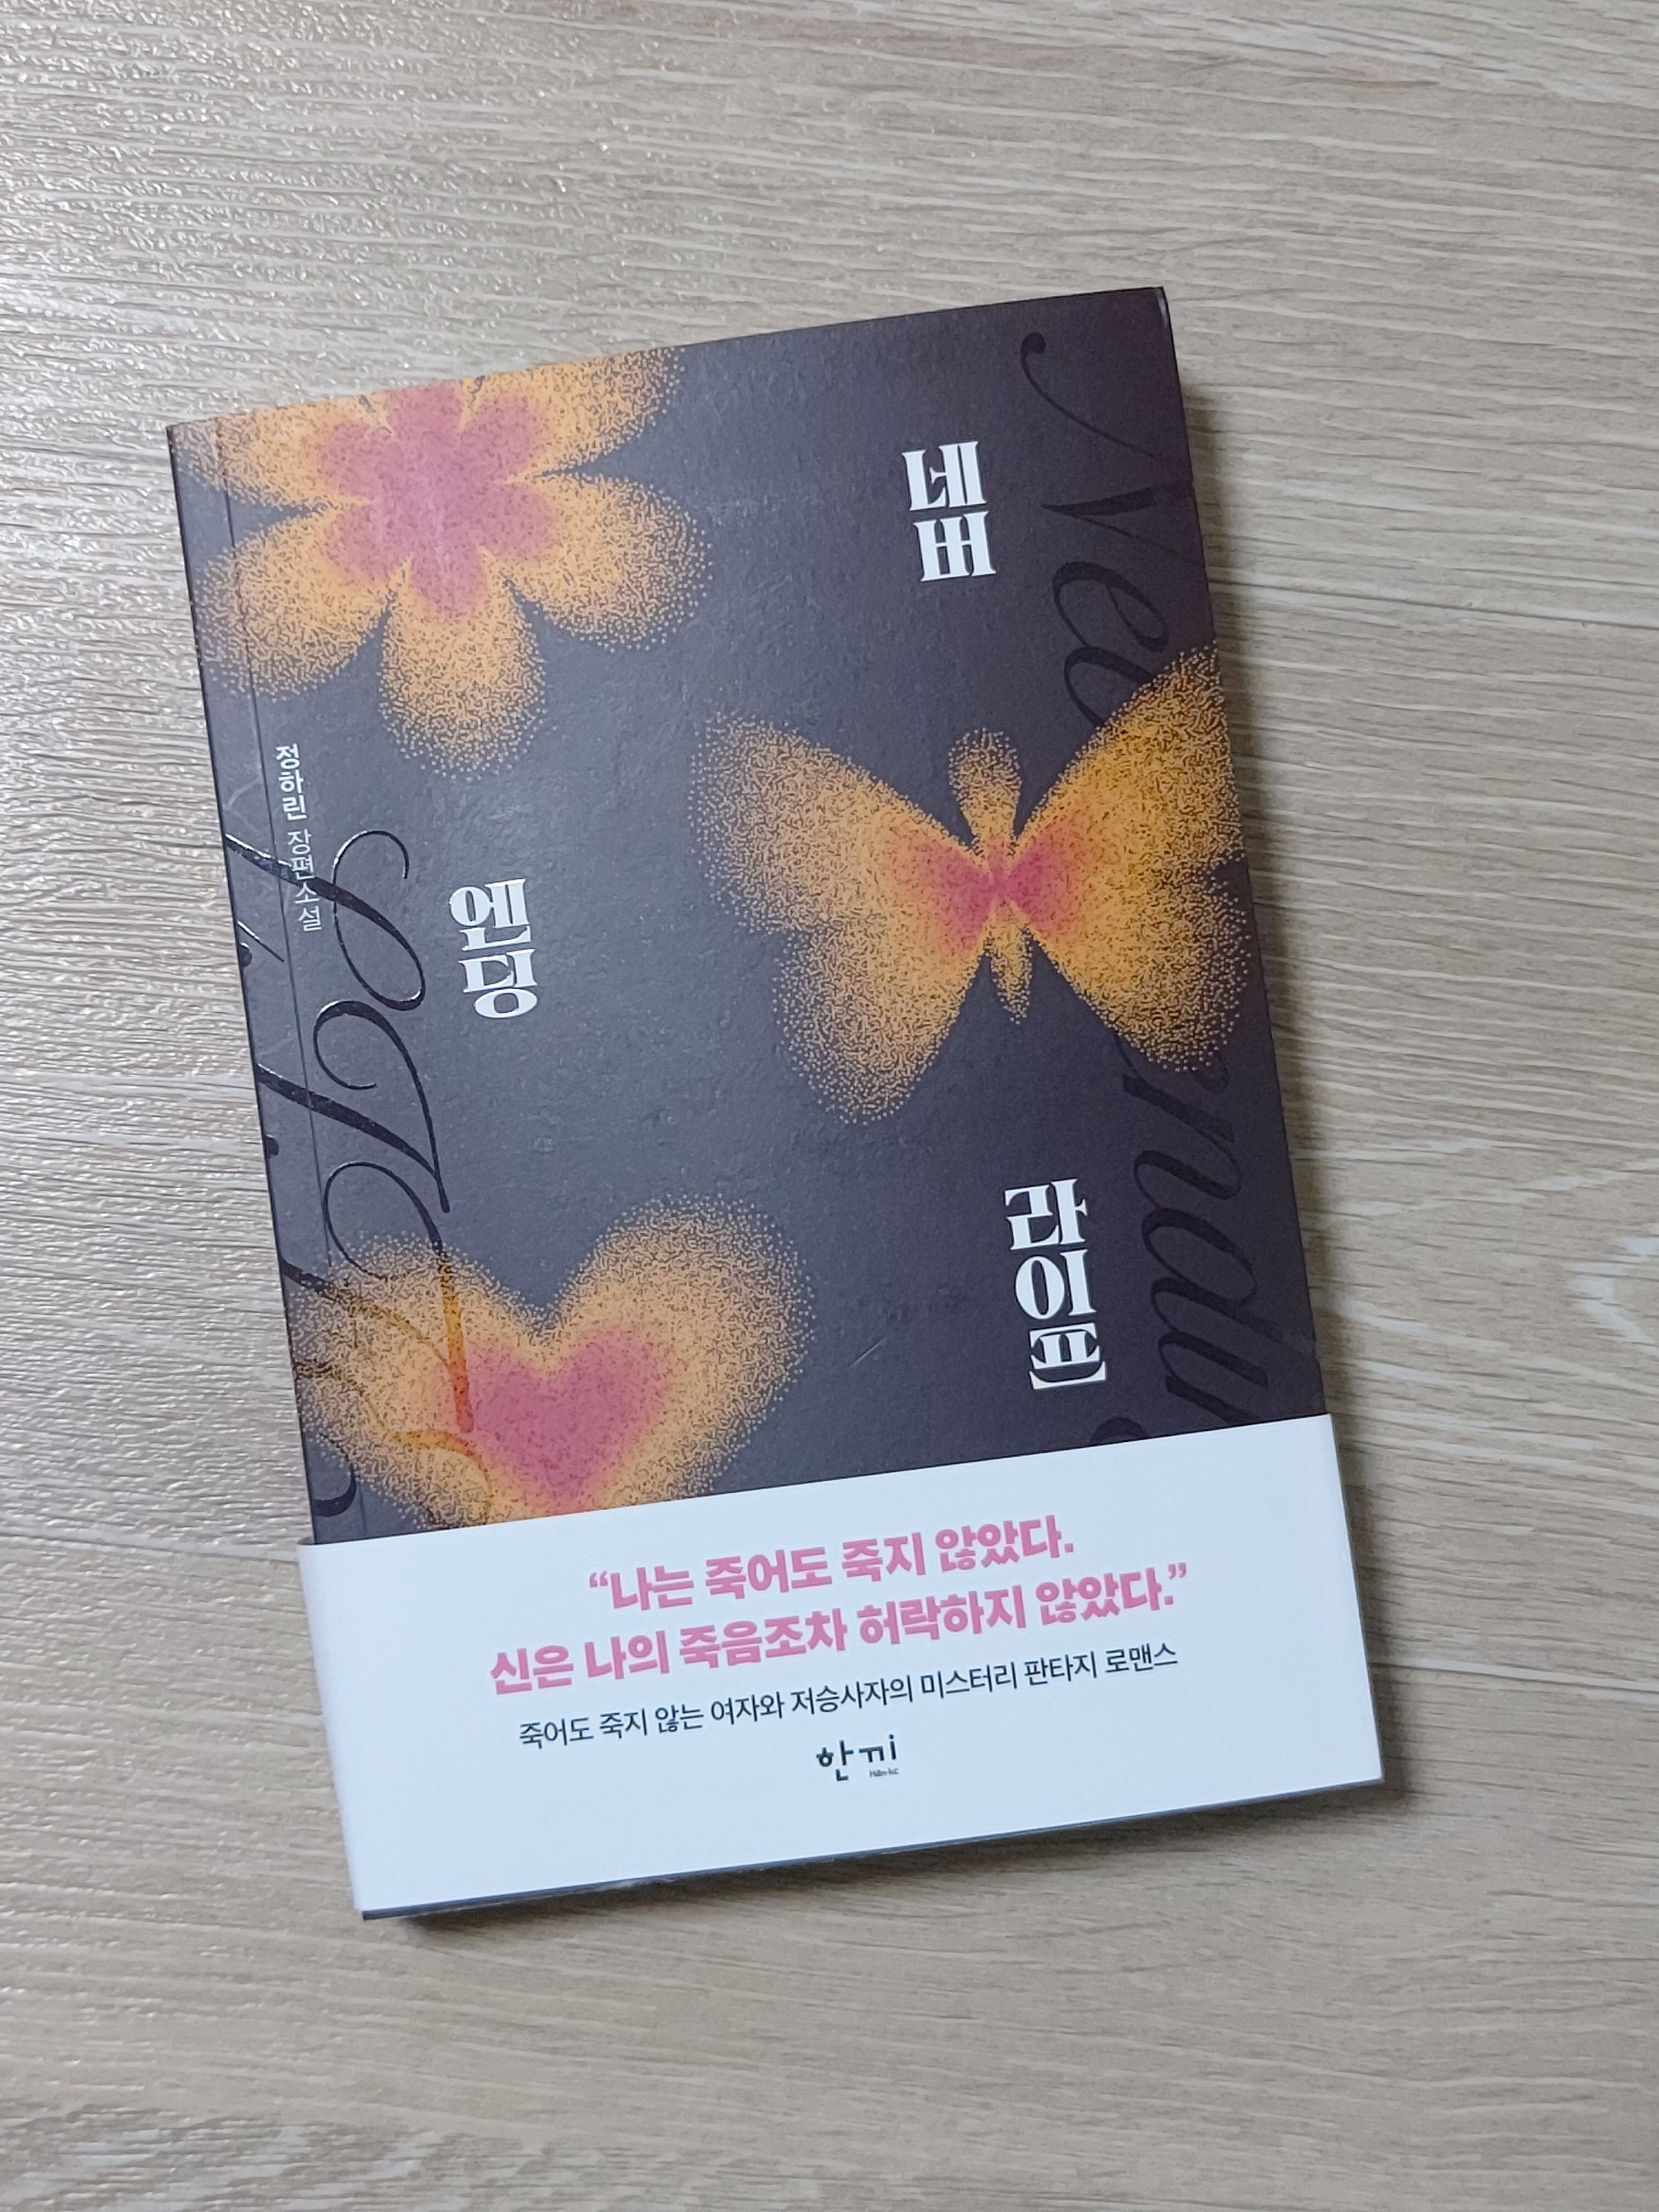 네버
엔딩
라이프
정하린 장편소설
“나는 죽어도 죽지 않았다.
신은 나의 죽음조차 허락하지 않았다.”
죽어도 죽지 않는 여자와 저승사자의 미스터리 판타지 로맨스
한끼